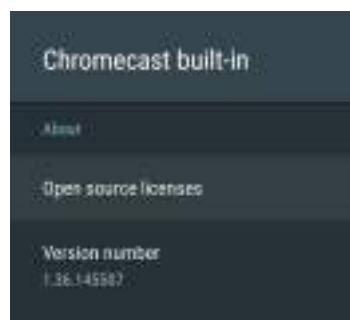 Chromecast built-in
About
Open source licenses
Version number
1.36.145507